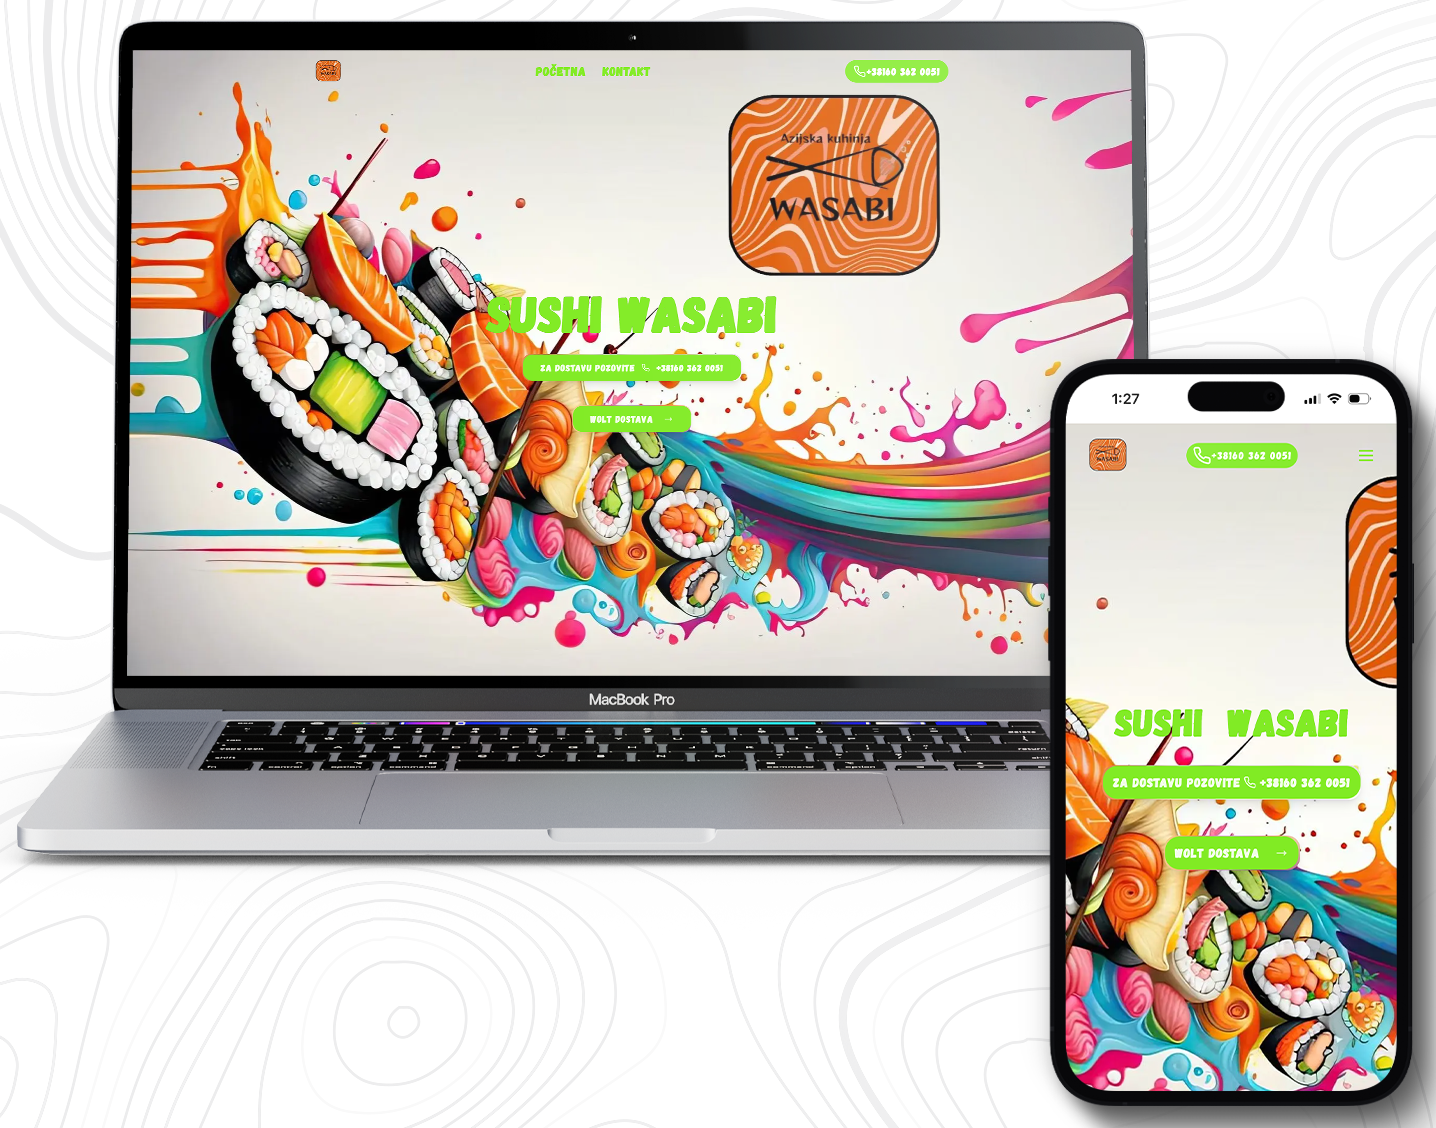 POČETNA KONTAKT
+38160 362 0051
Azijska kuhinja
WASABI
SUSHI WASABI
ZA DOSTAVU POZOVITE +38160 362 0051
WOLT DOSTAVA →
MacBook Pro
1:27
WASABI
+38160 362 0051
SUSHI WASABI
ZA DOSTAVU POZOVITE +38160 362 0051
WOLT DOSTAVA →